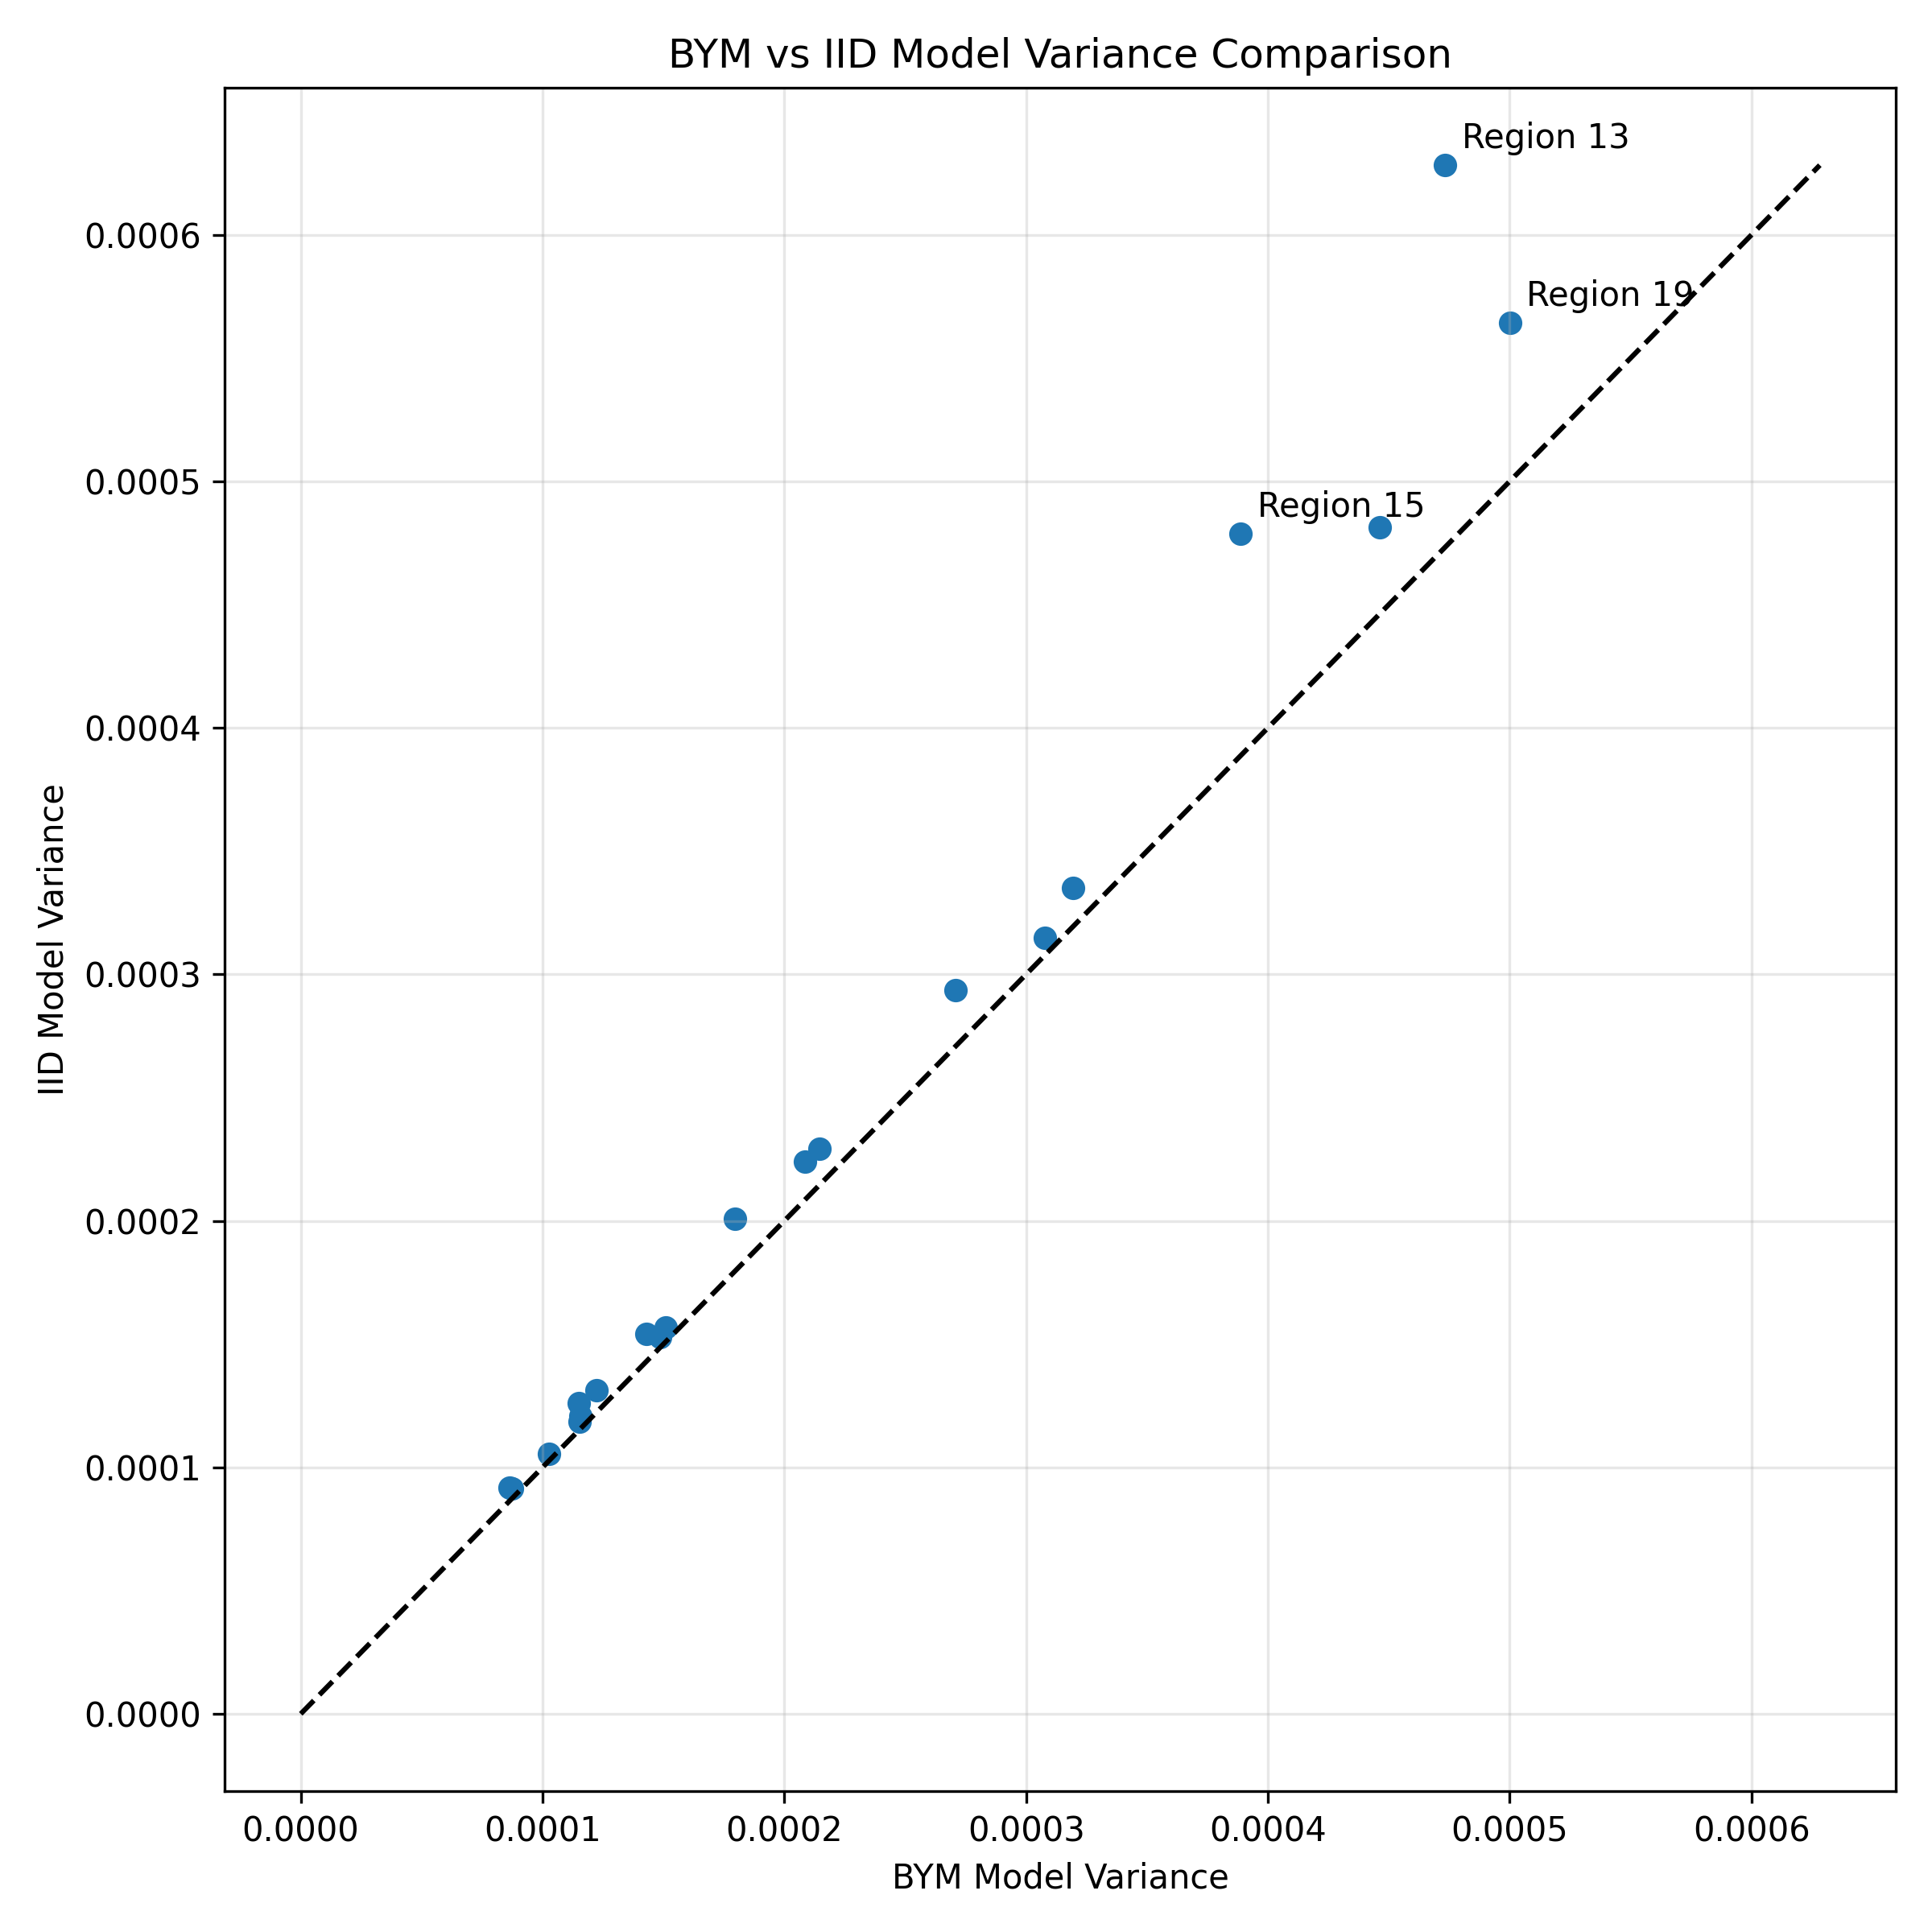 BYM vs IID Model Variance Comparison
Region 13
Region 19
Region 15
IID Model Variance
0.0006
0.0005
0.0004
0.0003
0.0002
0.0001
0.0000
0.0000 0.0001 0.0002 0.0003 0.0004 0.0005 0.0006
BYM Model Variance